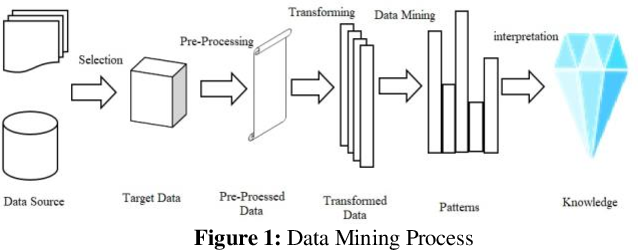 Transforming
Data Mining
Pre-Processing
interpretation
Selection
Data Source
Target Data
Pre-Proessed
Data
Transformed
Data
Patterns
Knowledge
Figure 1: Data Mining Process